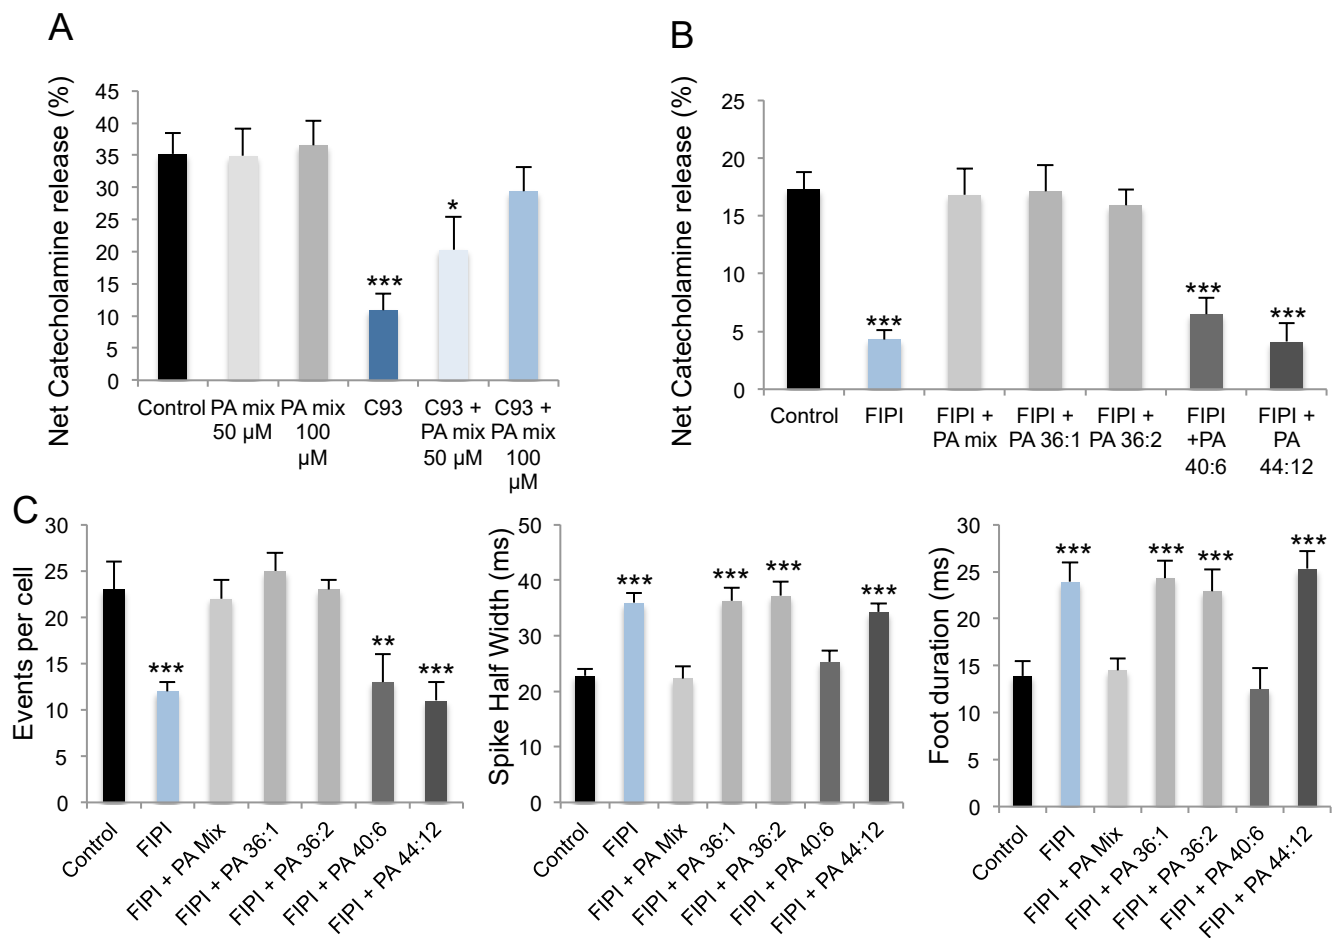 A
Net Catecholamine release (%)
45
40
35
30
25
20
15
10
5
0
***
*
Control PA mix PA mix C93 C93 + C93 +
50 µM 100 PA mix PA mix
µM 50 µM 100
µM
B
Net Catecholamine release (%)
25
20
15
10
5
0
***
***
***
Control FIPI FIPI + FIPI + FIPI + FIPI FIPI +
PA mix PA 36:1 PA 36:2 +PA PA
40:6 44:12
C
Events per cell
30
25
20
15
10
5
0
***
**
***
Control
FIPI
FIPI + PA Mix
FIPI + PA 36:1
FIPI + PA 36:2
FIPI + PA 40:6
FIPI + PA 44:12
Spike Half Width (ms)
50
40
30
20
10
0
***
***
***
***
Control
FIPI
FIPI + PA Mix
FIPI + PA 36:1
FIPI + PA 36:2
FIPI + PA 40:6
FIPI + PA 44:12
Foot duration (ms)
30
25
20
15
10
5
0
***
***
***
***
Control
FIPI
FIPI + PA Mix
FIPI + PA 36:1
FIPI + PA 36:2
FIPI + PA 40:6
FIPI + PA 44:12